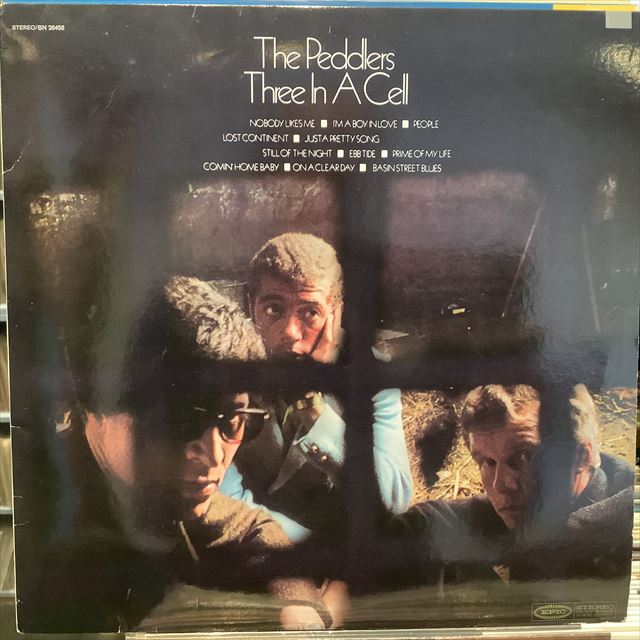 STEREO/BN 26458
The Peddlers
Three In A Cell
NOBODY LIKES ME ■ I'M A BOY IN LOVE ■ PEOPLE
LOST CONTINENT ■ JUST A PRETTY SONG
STILL OF THE NIGHT ■ EBB TIDE ■ PRIME OF MY LIFE
COMIN' HOME BABY ■ ON A CLEAR DAY ■ BASIN STREET BLUES
EPIC STEREO